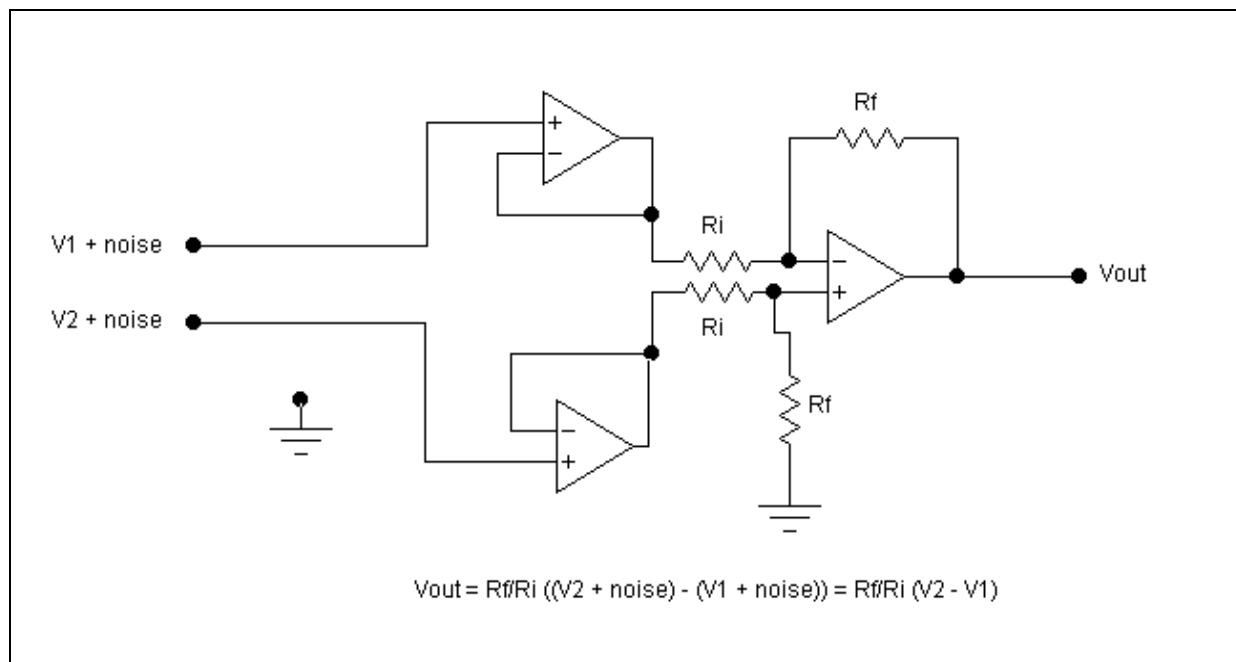 Rf
+
−
V1 + noise
Ri
−
Vout
V2 + noise
+
Ri
Rf
−
+
Vout = Rf/Ri ((V2 + noise) - (V1 + noise)) = Rf/Ri (V2 - V1)